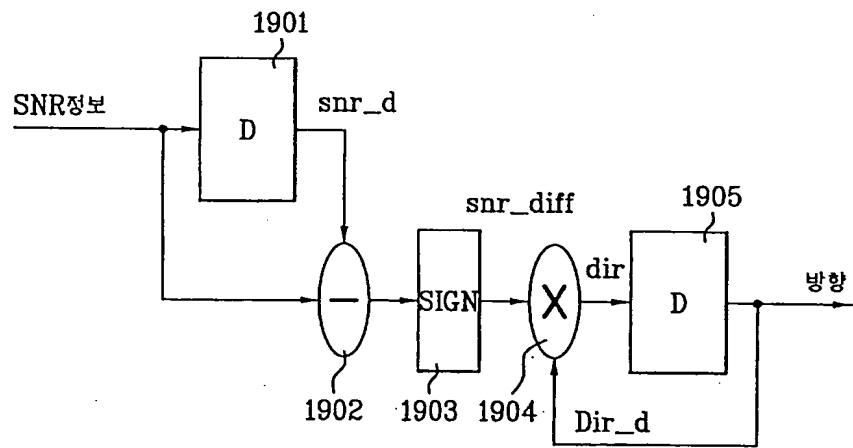 1901
SNR정보
D
snr_d
snr_diff
1905
SIGN
X
dir
D
방향
−
1902
1903
1904
Dir_d